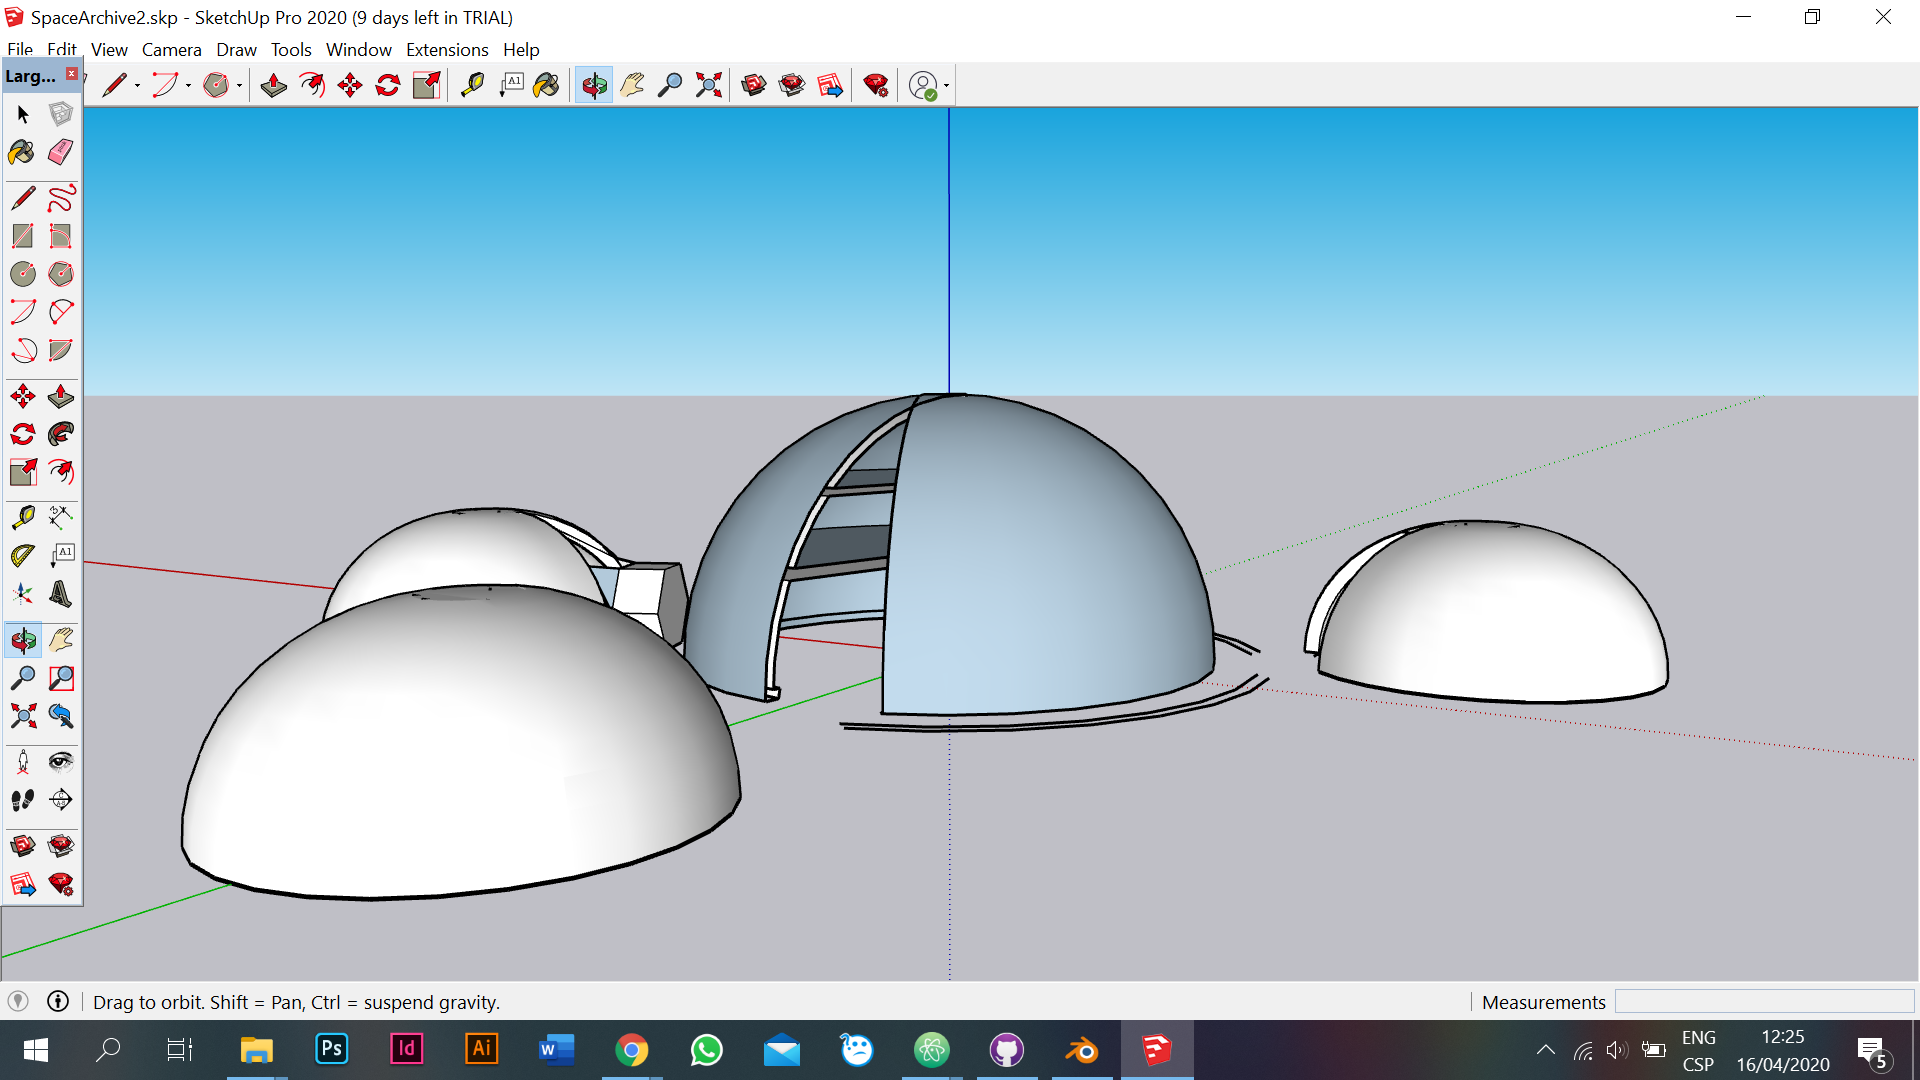 SpaceArchive2.skp - SketchUp Pro 2020 (9 days left in TRIAL)
File Edit View Camera Draw Tools Window Extensions Help
Larg...
A1
A1
Drag to orbit. Shift = Pan, Ctrl = suspend gravity.
Measurements
Ps
Id
Ai
W
ENG
CSP
12:25
16/04/2020
5